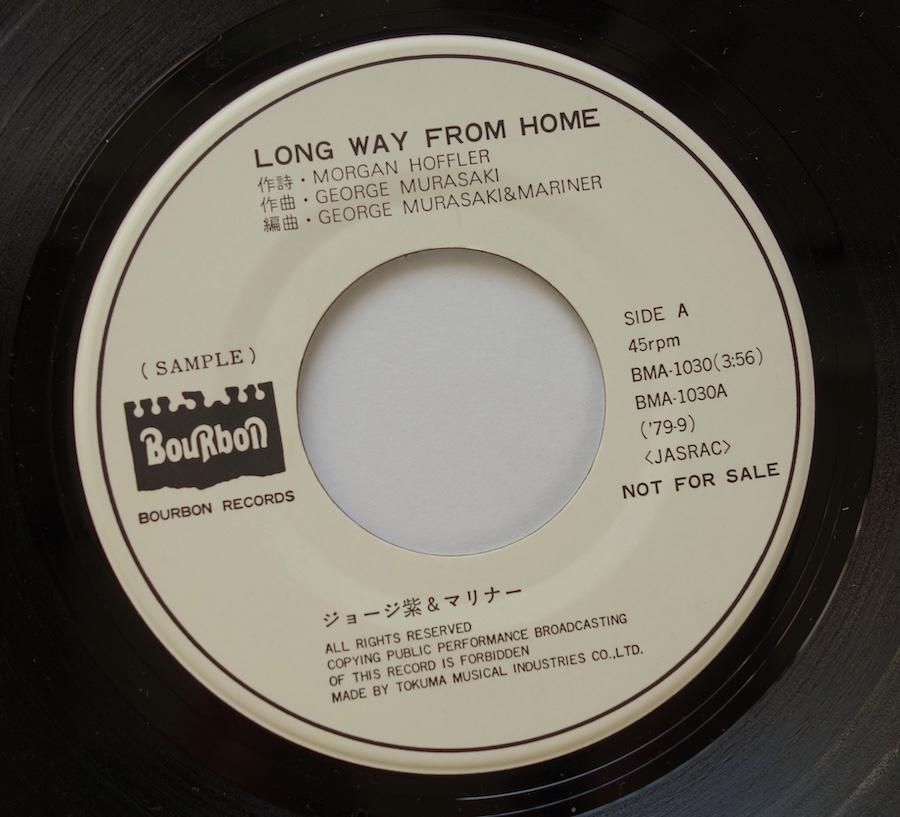 LONG WAY FROM HOME
作詩・MORGAN HOFFLER
作曲・GEORGE MURASAKI
編曲・GEORGE MURASAKI&MARINER
(SAMPLE)
BOURBON
BOURBON RECORDS
SIDE A
45rpm
BMA-1030(3:56)
BMA-1030A
('79-9)
〈JASRAC〉
NOT FOR SALE
ジョージ紫&マリナー
ALL RIGHTS RESERVED
COPYING PUBLIC PERFORMANCE BROADCASTING
OF THIS RECORD IS FORBIDDEN
MADE BY TOKUMA MUSICAL INDUSTRIES CO.,LTD.